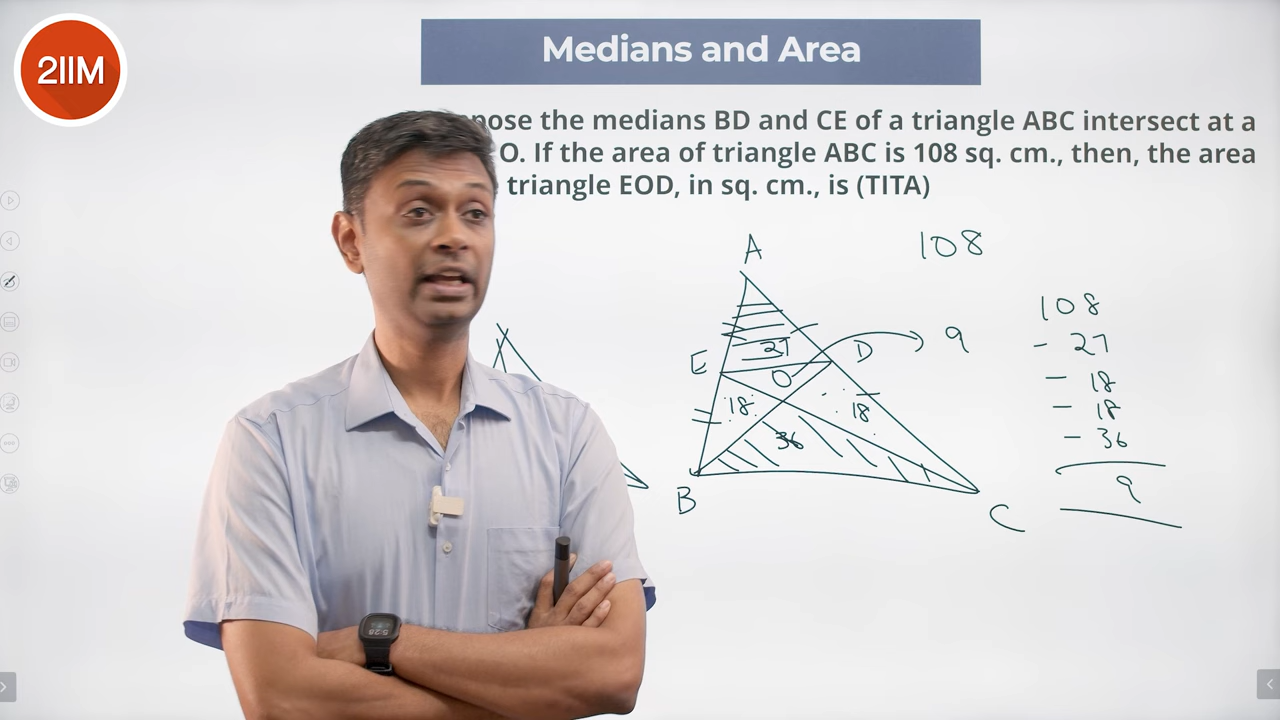 2IIM
Medians and Area
pose the medians BD and CE of a triangle ABC intersect at a
O. If the area of triangle ABC is 108 sq. cm., then, the area
triangle EOD, in sq. cm., is (TITA)
A
108
E
27
D
9
O
18
18
36
B
C
108
- 27
- 18
- 18
- 36
9